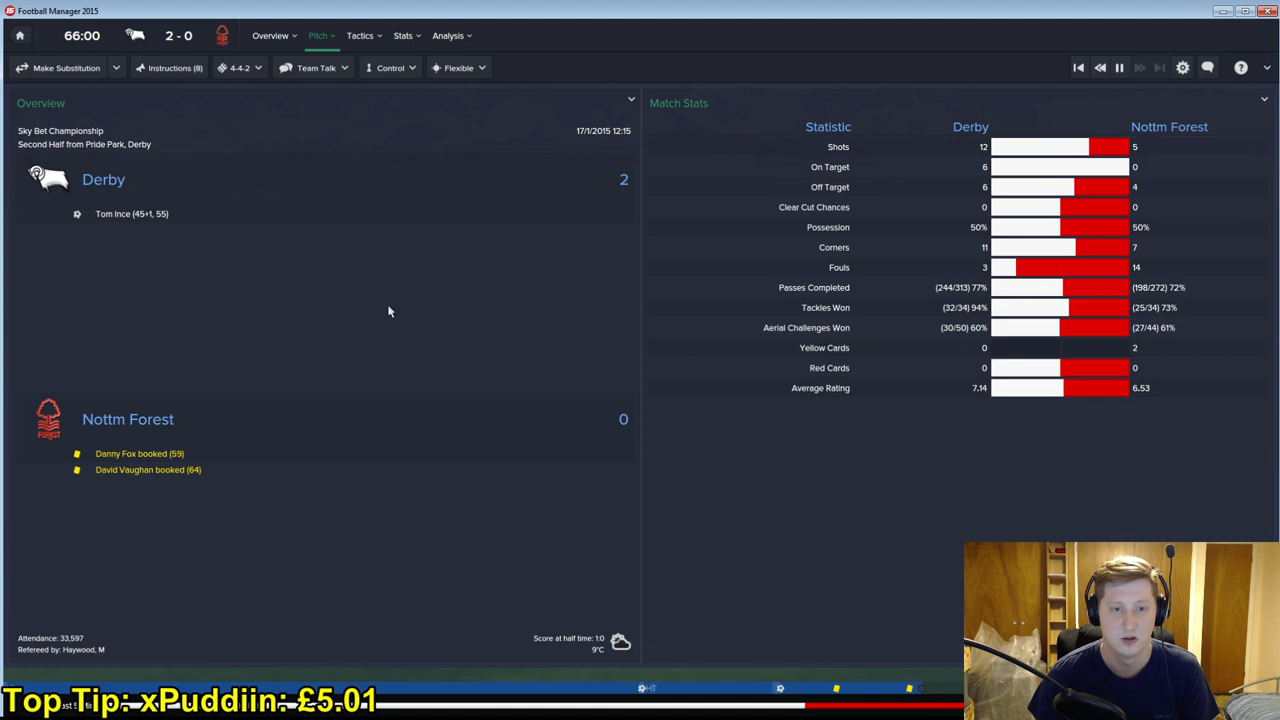 Football Manager 2015
66:00 2 - 0 Overview Pitch Tactics Stats Analysis
Make Substitution Instructions (8) 4-4-2 Team Talk Control Flexible
Overview
Sky Bet Championship 17/1/2015 12:15
Second Half from Pride Park, Derby
Derby 2
Tom Ince (45+1, 55)
FOREST
Nottm Forest 0
Danny Fox booked (59)
David Vaughan booked (64)
Attendance: 33,597 Score at half time: 1:0
Refereed by: Haywood, M 9°C
Match Stats
Statistic Derby Nottm Forest
Shots 12 5
On Target 6 0
Off Target 6 4
Clear Cut Chances 0 0
Possession 50% 50%
Corners 11 7
Fouls 3 14
Passes Completed (244/313) 77% (198/272) 72%
Tackles Won (32/34) 94% (25/34) 73%
Aerial Challenges Won (30/50) 60% (27/44) 61%
Yellow Cards 0 2
Red Cards 0 0
Average Rating 7.14 6.53
HT
Top Tip: xPuddiin: £5.01